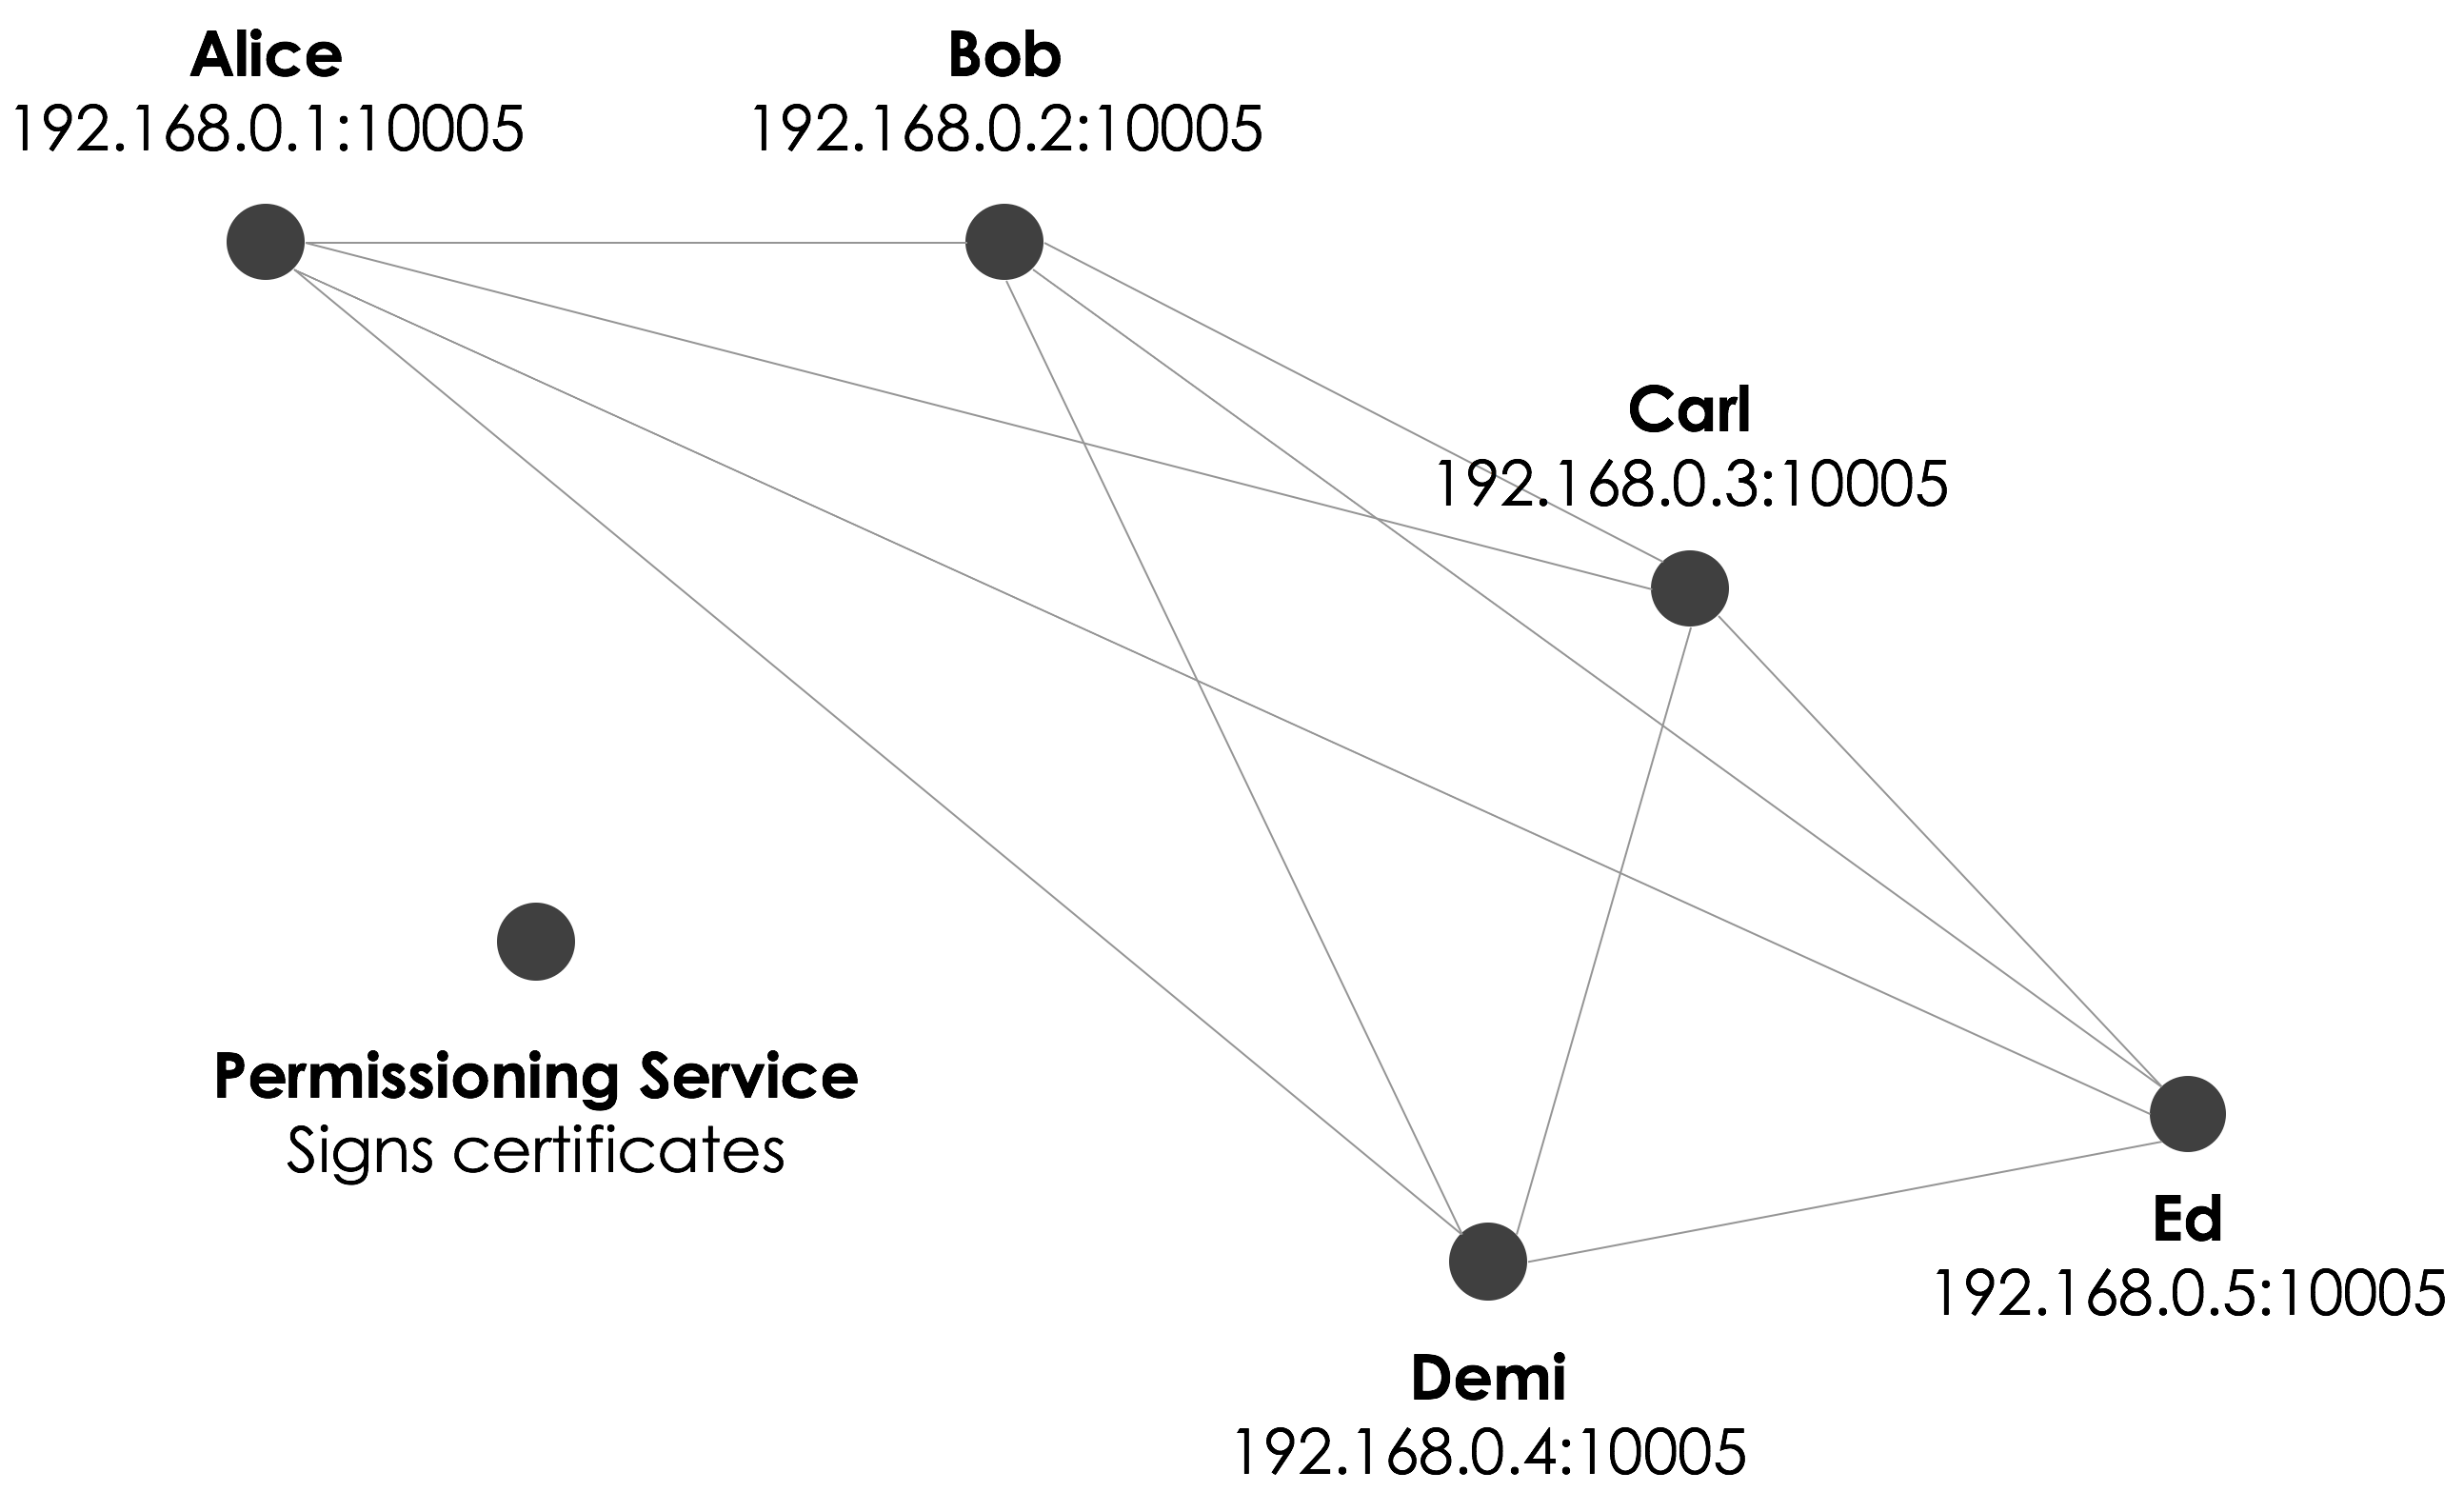 Alice
192.168.0.1:10005
Bob
192.168.0.2:10005
Carl
192.168.0.3:10005
Permissioning Service
Signs certificates
Ed
192.168.0.5:10005
Demi
192.168.0.4:10005